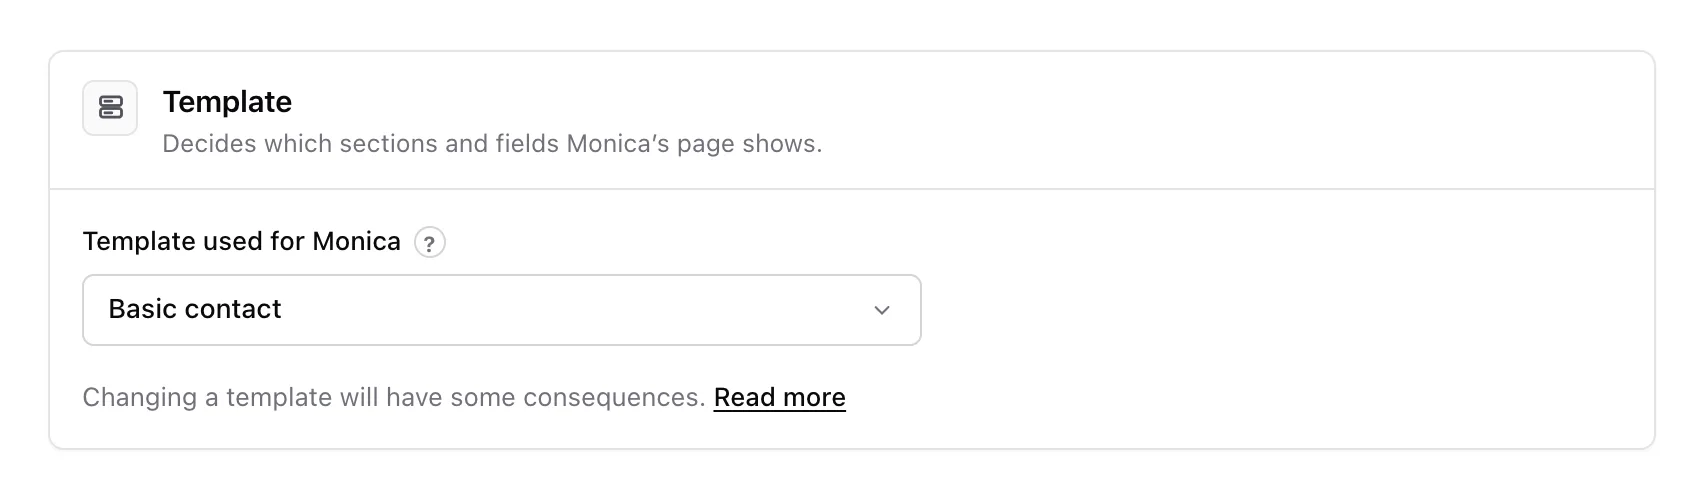 Template
Decides which sections and fields Monica’s page shows.
Template used for Monica ?
Basic contact
Changing a template will have some consequences. Read more